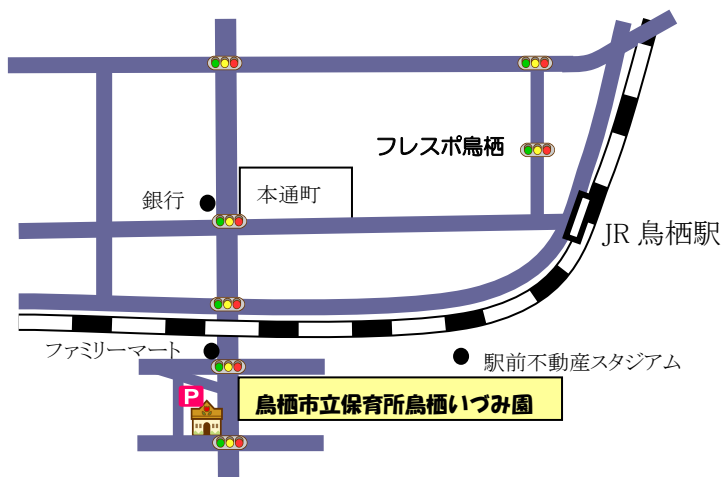 フレスポ鳥栖
銀行
本通町
JR 鳥栖駅
ファミリーマート
駅前不動産スタジアム
P
鳥栖市立保育所鳥栖いづみ園